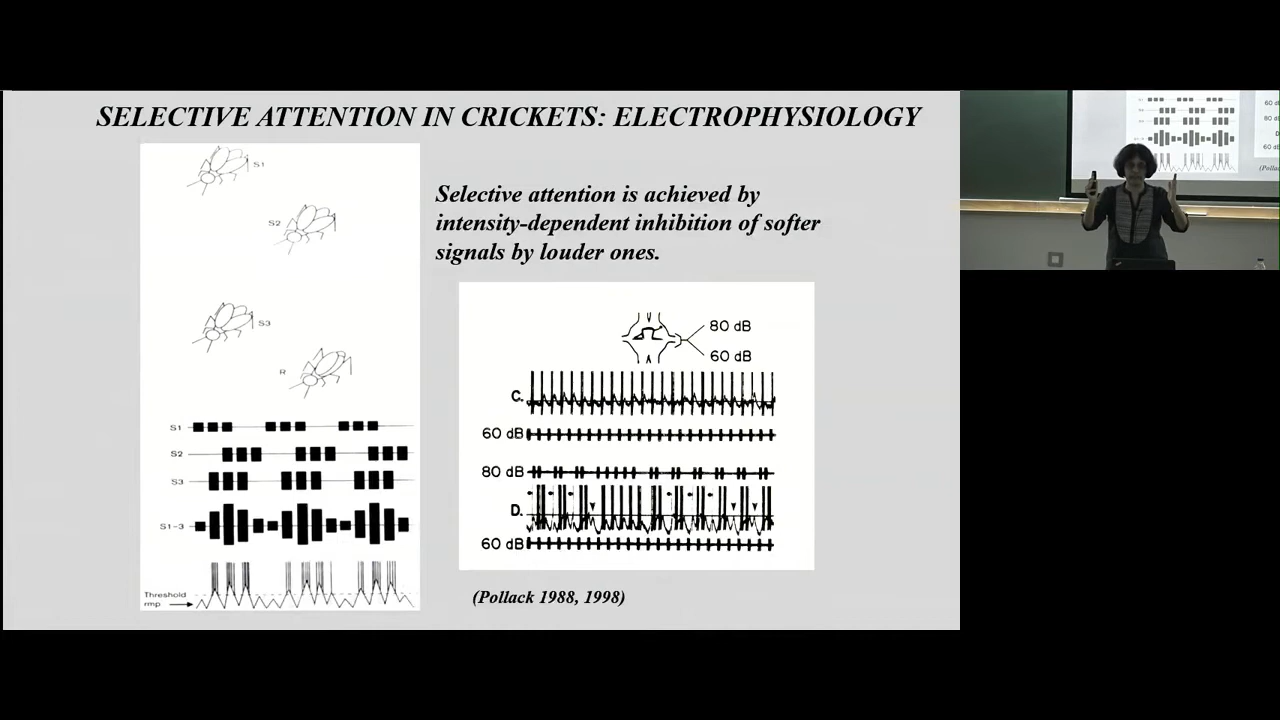 SELECTIVE ATTENTION IN CRICKETS: ELECTROPHYSIOLOGY
S1
S2
S3
R
S1
S2
S3
S1-3
Threshold
rmp
Selective attention is achieved by
intensity-dependent inhibition of softer
signals by louder ones.
80 dB
60 dB
C.
60 dB
80 dB
D.
60 dB
(Pollack 1988, 1998)